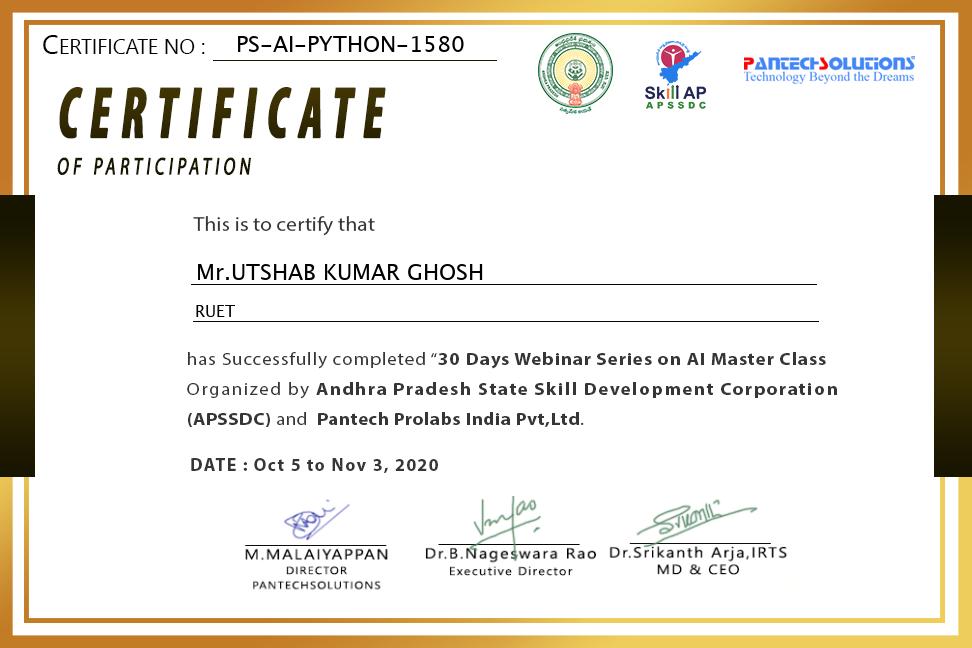 CERTIFICATE NO : PS-AI-PYTHON-1580
Skill AP
APSSDC
PANTECH SOLUTIONS
Technology Beyond the Dreams
CERTIFICATE
OF PARTICIPATION
This is to certify that
Mr.UTSHAB KUMAR GHOSH
RUET
has Successfully completed “30 Days Webinar Series on AI Master Class
Organized by Andhra Pradesh State Skill Development Corporation
(APSSDC) and Pantech Prolabs India Pvt,Ltd.
DATE : Oct 5 to Nov 3, 2020
M.MALAIYAPPAN
DIRECTOR
PANTECHSOLUTIONS
Dr.B.Nageswara Rao
Executive Director
Dr.Srikanth Arja,IRTS
MD & CEO